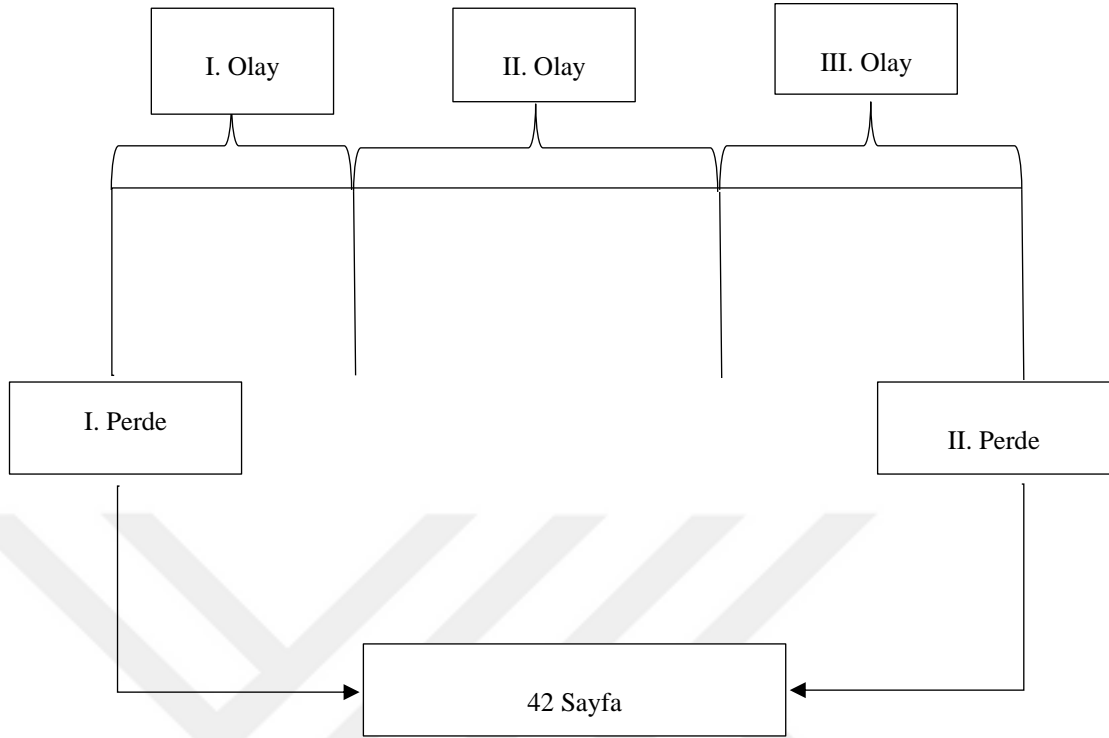 I. Olay
II. Olay
III. Olay
I. Perde
II. Perde
42 Sayfa